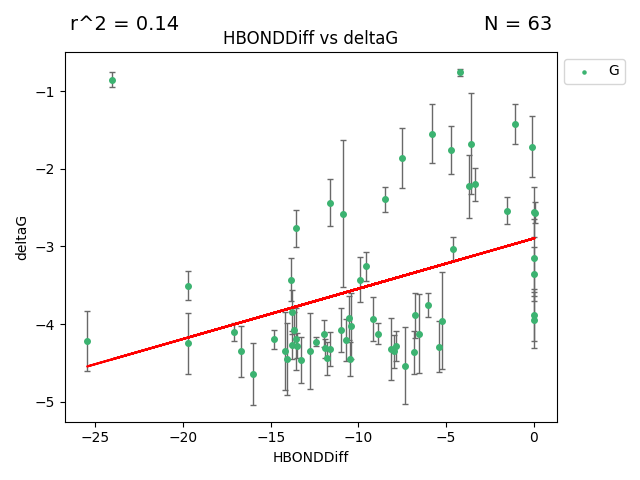 r^2 = 0.14
N = 63
HBONDDiff vs deltaG
G
−1
−2
−3
−4
−5
deltaG
−25
−20
−15
−10
−5
0
HBONDDiff